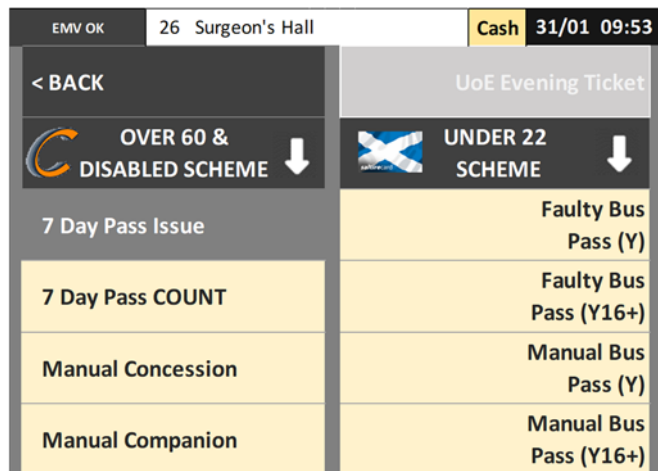 EMV OK
26 Surgeon's Hall
Cash
31/01 09:53
< BACK
UoE Evening Ticket
OVER 60 &
DISABLED SCHEME
UNDER 22
SCHEME
7 Day Pass Issue
Faulty Bus
Pass (Y)
7 Day Pass COUNT
Faulty Bus
Pass (Y16+)
Manual Concession
Manual Bus
Pass (Y)
Manual Companion
Manual Bus
Pass (Y16+)